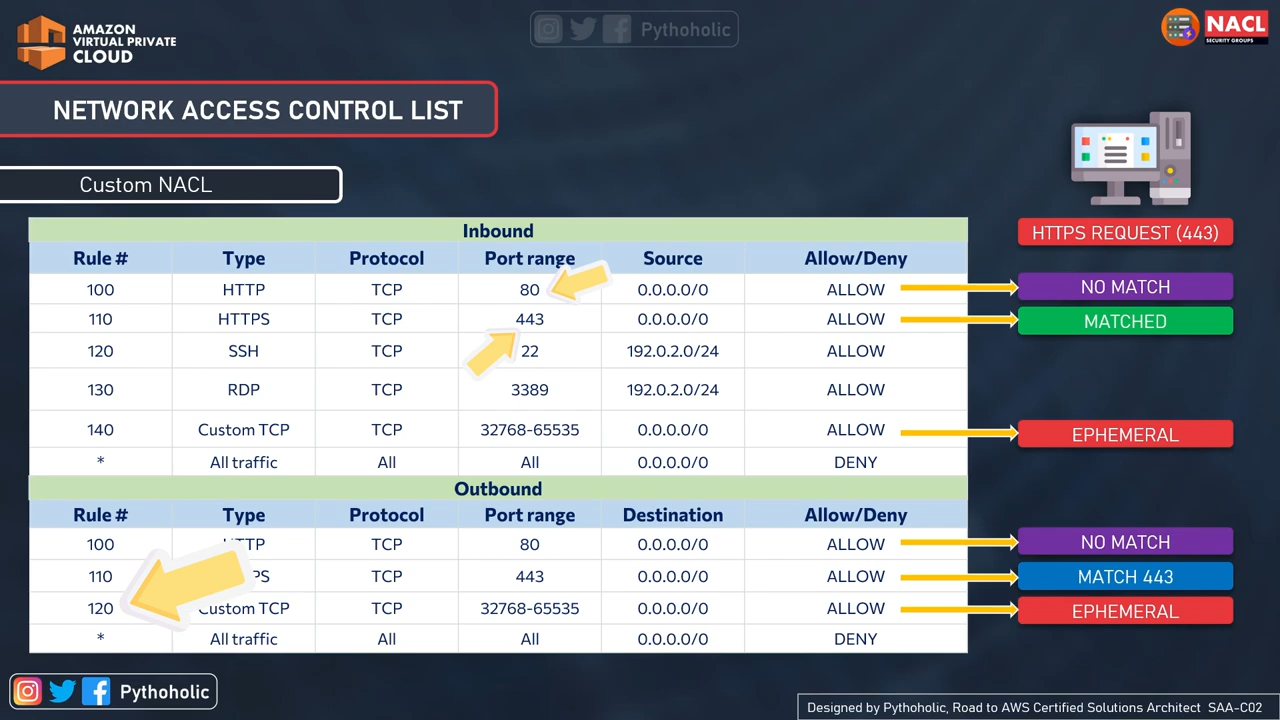 AMAZON
VIRTUAL PRIVATE
CLOUD
Pythoholic
NACL
SECURITY GROUPS
NETWORK ACCESS CONTROL LIST
Custom NACL
HTTPS REQUEST (443)
Inbound
Rule # Type Protocol Port range Source Allow/Deny
100 HTTP TCP 80 0.0.0.0/0 ALLOW NO MATCH
110 HTTPS TCP 443 0.0.0.0/0 ALLOW MATCHED
120 SSH TCP 22 192.0.2.0/24 ALLOW
130 RDP TCP 3389 192.0.2.0/24 ALLOW
140 Custom TCP TCP 32768-65535 0.0.0.0/0 ALLOW EPHEMERAL
* All traffic All All 0.0.0.0/0 DENY
Outbound
Rule # Type Protocol Port range Destination Allow/Deny
100 HTTP TCP 80 0.0.0.0/0 ALLOW NO MATCH
110 TCP 443 0.0.0.0/0 ALLOW MATCH 443
120 Custom TCP TCP 32768-65535 0.0.0.0/0 ALLOW EPHEMERAL
* All traffic All All 0.0.0.0/0 DENY
Pythoholic
Designed by Pythoholic, Road to AWS Certified Solutions Architect SAA-C02